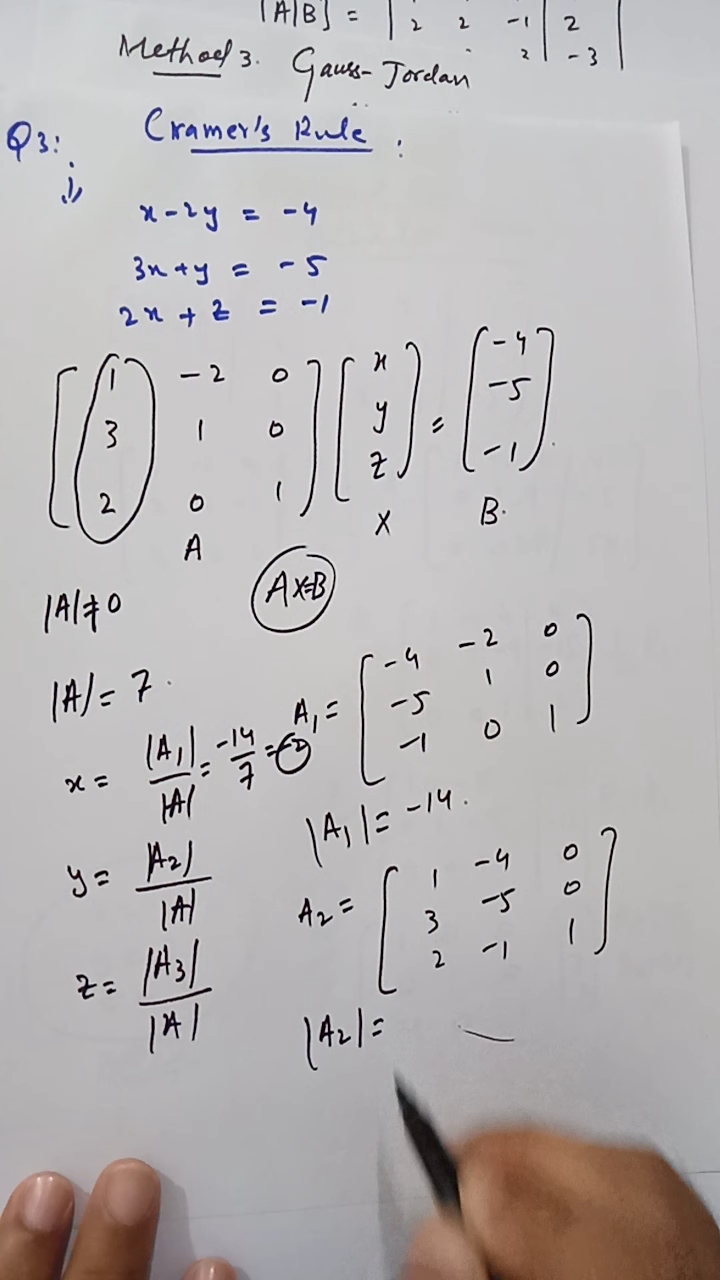 [A|B] = | 2 2 -1 | 2 |
2 | -3
Method 3. Gauss-Jordan
Q3: Cramer's Rule :
i)
x - 2y = -4
3x + y = -5
2x + z = -1
[ 1 -2 0 ] [ x ] = [ -4 ]
[ 3 1 0 ] [ y ] [ -5 ]
[ 2 0 1 ] [ z ] [ -1 ]
A X B.
|A| ≠ 0 AX=B
|A| = 7.
A₁ = [ -4 -2 0 ]
[ -5 1 0 ]
[ -1 0 1 ]
x = |A₁| / |A| = -14/7 = -2
|A₁| = -14.
y = |A₂| / |A|
A₂ = [ 1 -4 0 ]
[ 3 -5 0 ]
[ 2 -1 1 ]
z = |A₃| / |A|
|A₂| =